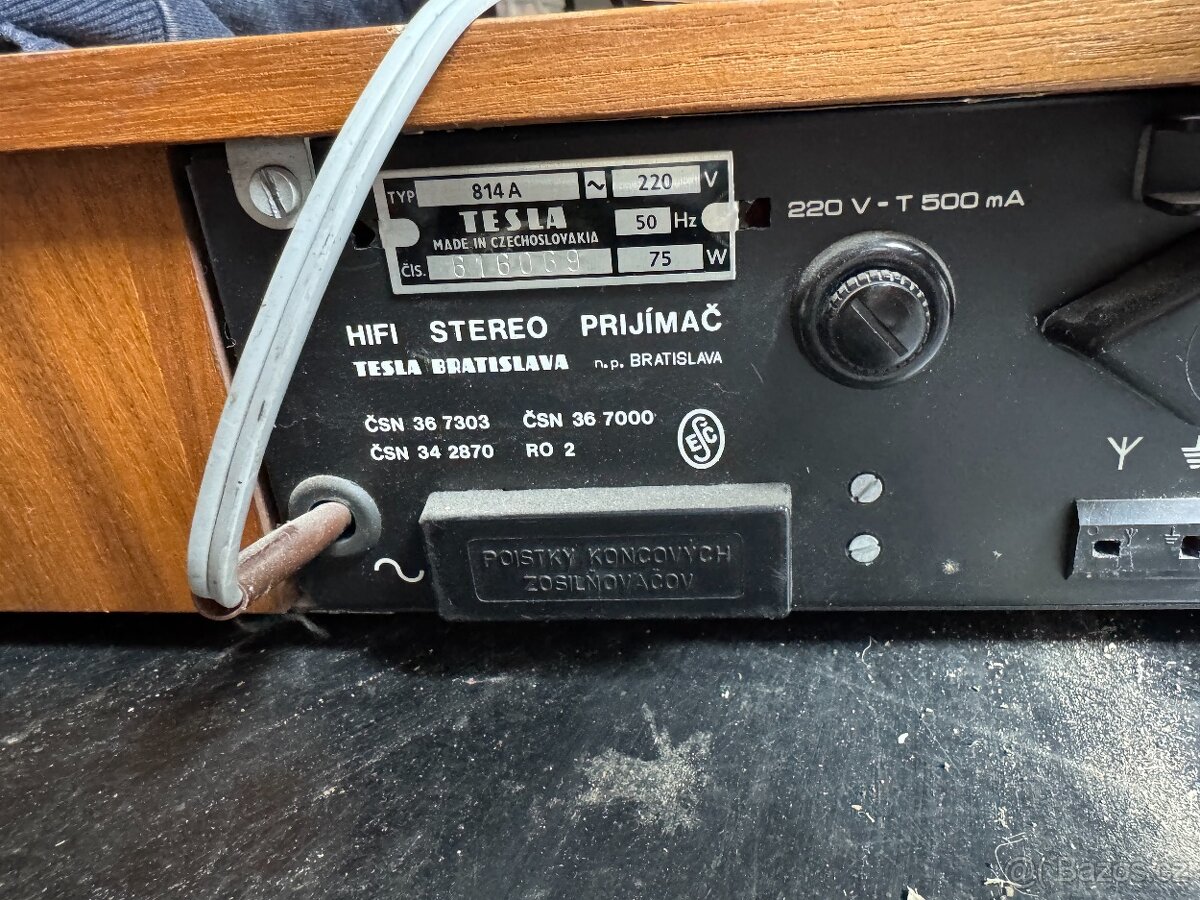 TYP 814 A ~ 220 V
TESLA 50 Hz
MADE IN CZECHOSLOVAKIA
ČIS. 616069 75 W
220 V - T 500 mA
HIFI STEREO PRIJÍMAČ
TESLA BRATISLAVA n.p. BRATISLAVA
ČSN 36 7303 ČSN 36 7000
ČSN 34 2870 RO 2
EŠČ
POISTKY KONCOVÝCH
ZOSILŇOVAČOV
Bazos.cz